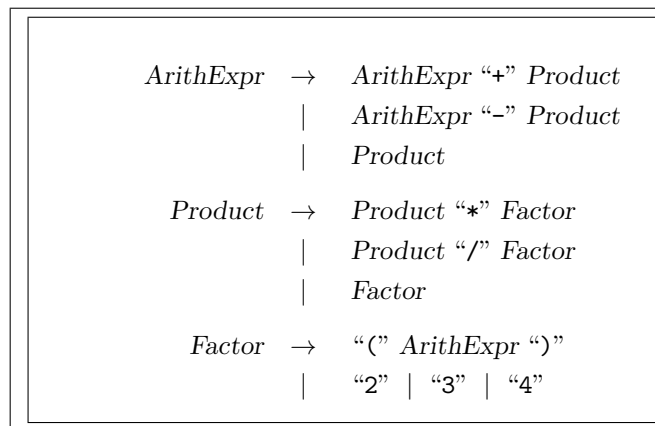 ArithExpr → ArithExpr “+” Product
| ArithExpr “-” Product
| Product
Product → Product “*” Factor
| Product “/” Factor
| Factor
Factor → “(” ArithExpr “)”
| “2” | “3” | “4”